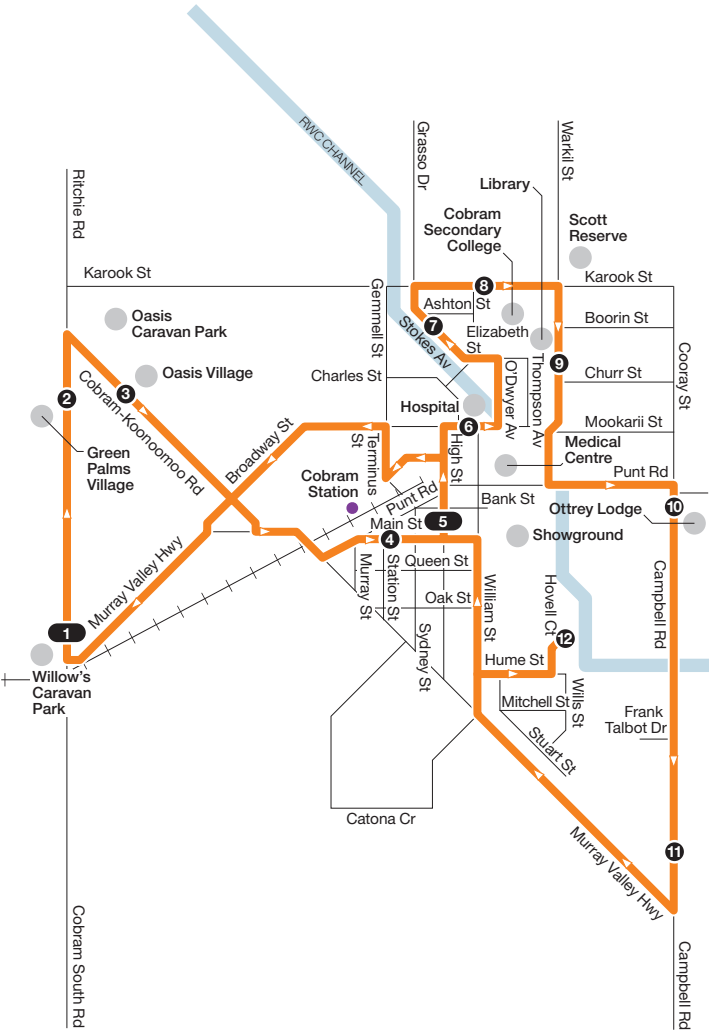 RWC CHANNEL
Grasso Dr
Warkil St
Library
Ritchie Rd
Cobram
Secondary
College
Scott
Reserve
Karook St
Gemmell St
8
Karook St
Ashton St
Oasis
Caravan Park
7
Stokes Av
Elizabeth
St
Boorin St
Thompson Av
9
Cooray St
Oasis Village
Charles St
O'Dwyer Av
Churr St
2
3
Cobram-Koonoomoo Rd
Hospital
6
Mookarii St
Green
Palms
Village
Broadway St
Terminus
St
High St
Medical
Centre
Cobram
Station
Punt Rd
Punt Rd
Bank St
Ottrey Lodge
10
5
Main St
4
Showground
Murray Valley Hwy
Murray St
Station St
Queen St
William St
Hovell Ct
Campbell Rd
Oak St
1
Sydney St
12
Willow's
Caravan
Park
Hume St
Wills St
Mitchell St
Stuart St
Frank
Talbot Dr
Catona Cr
11
Murray Valley Hwy
Cobram South Rd
Campbell Rd